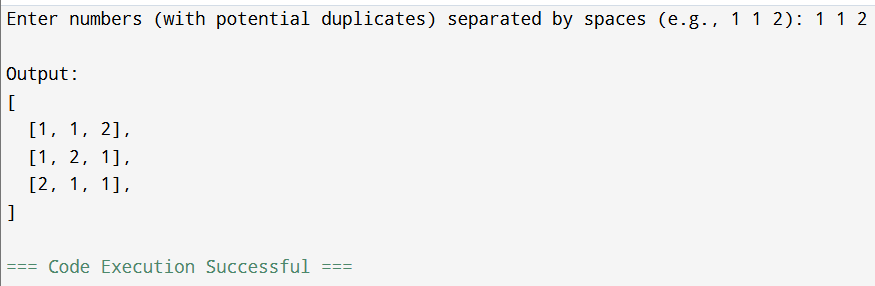 Enter numbers (with potential duplicates) separated by spaces (e.g., 1 1 2): 1 1 2
Output:
[
[1, 1, 2],
[1, 2, 1],
[2, 1, 1],
]
=== Code Execution Successful ===